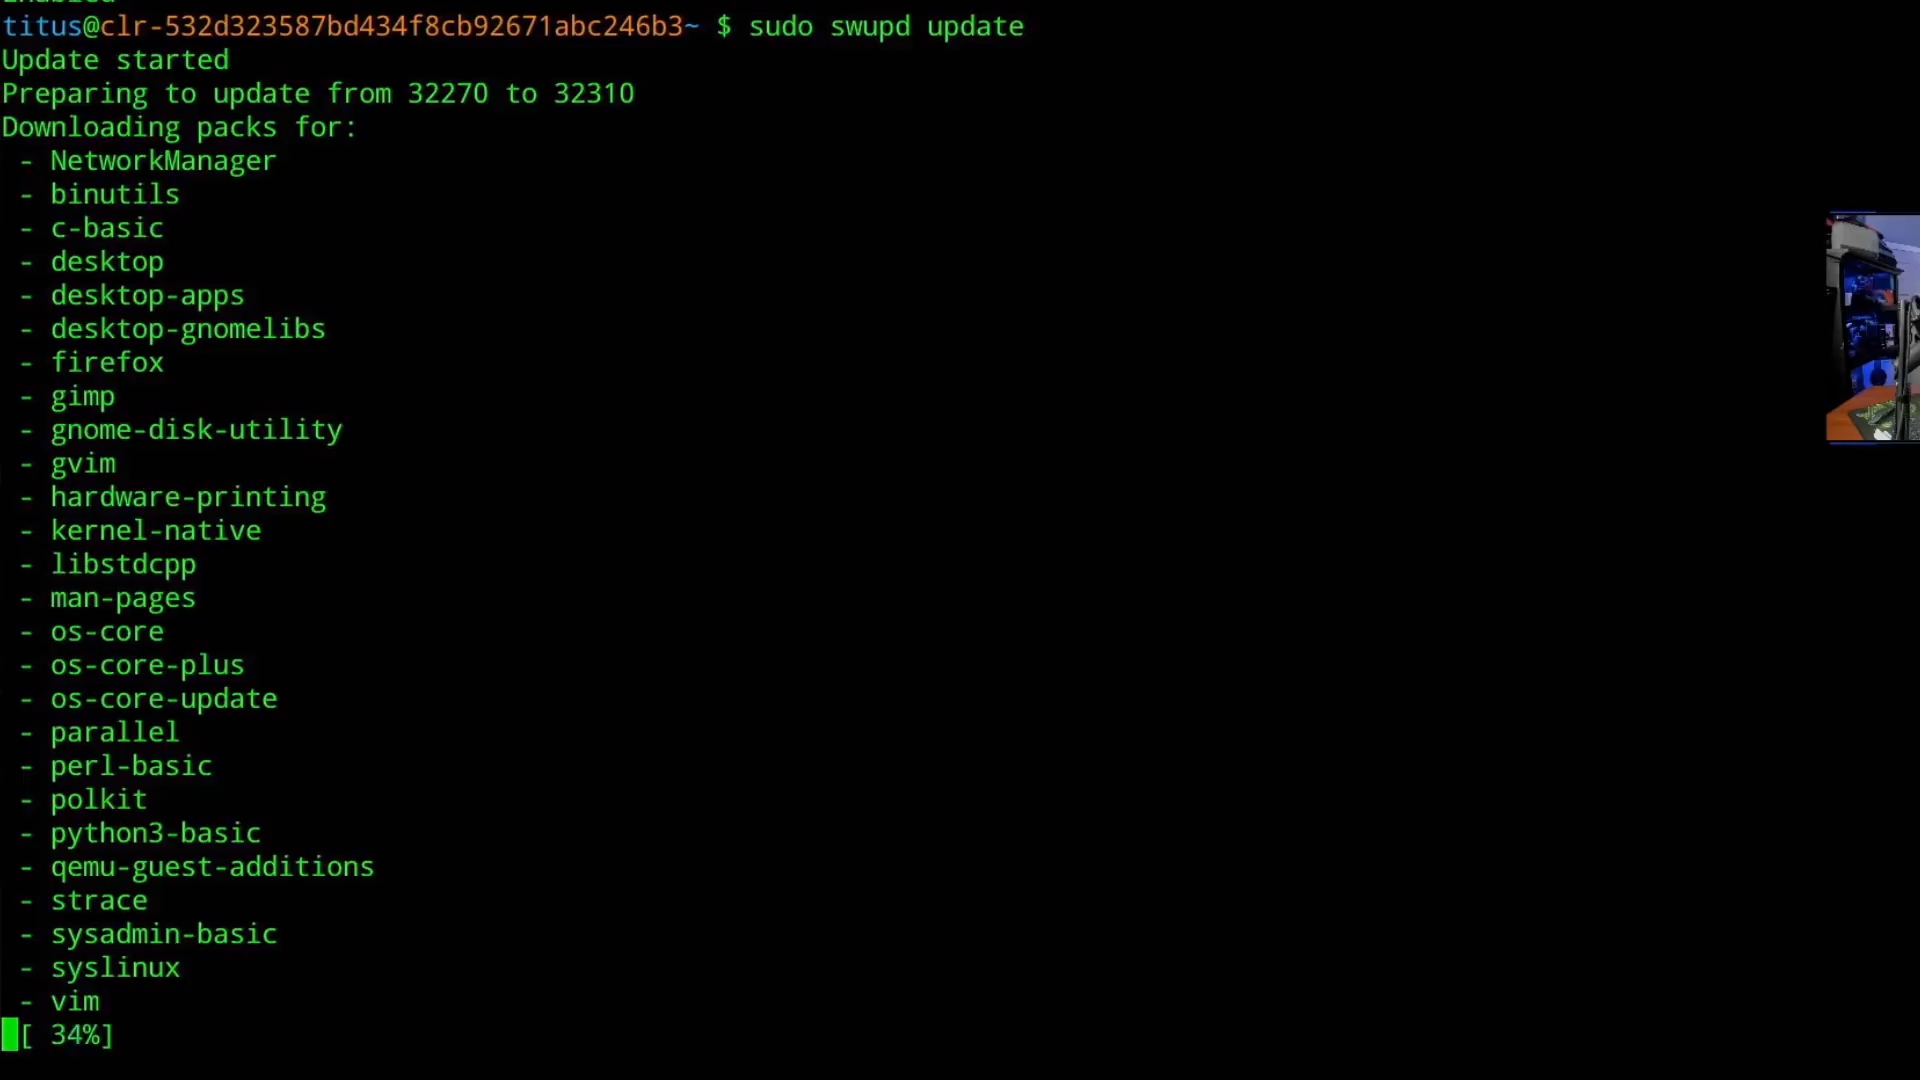 titus@clr-532d323587bd434f8cb92671abc246b3~ $ sudo swupd update
Update started
Preparing to update from 32270 to 32310
Downloading packs for:
- NetworkManager
- binutils
- c-basic
- desktop
- desktop-apps
- desktop-gnomelibs
- firefox
- gimp
- gnome-disk-utility
- gvim
- hardware-printing
- kernel-native
- libstdcpp
- man-pages
- os-core
- os-core-plus
- os-core-update
- parallel
- perl-basic
- polkit
- python3-basic
- qemu-guest-additions
- strace
- sysadmin-basic
- syslinux
- vim
[ 34%]